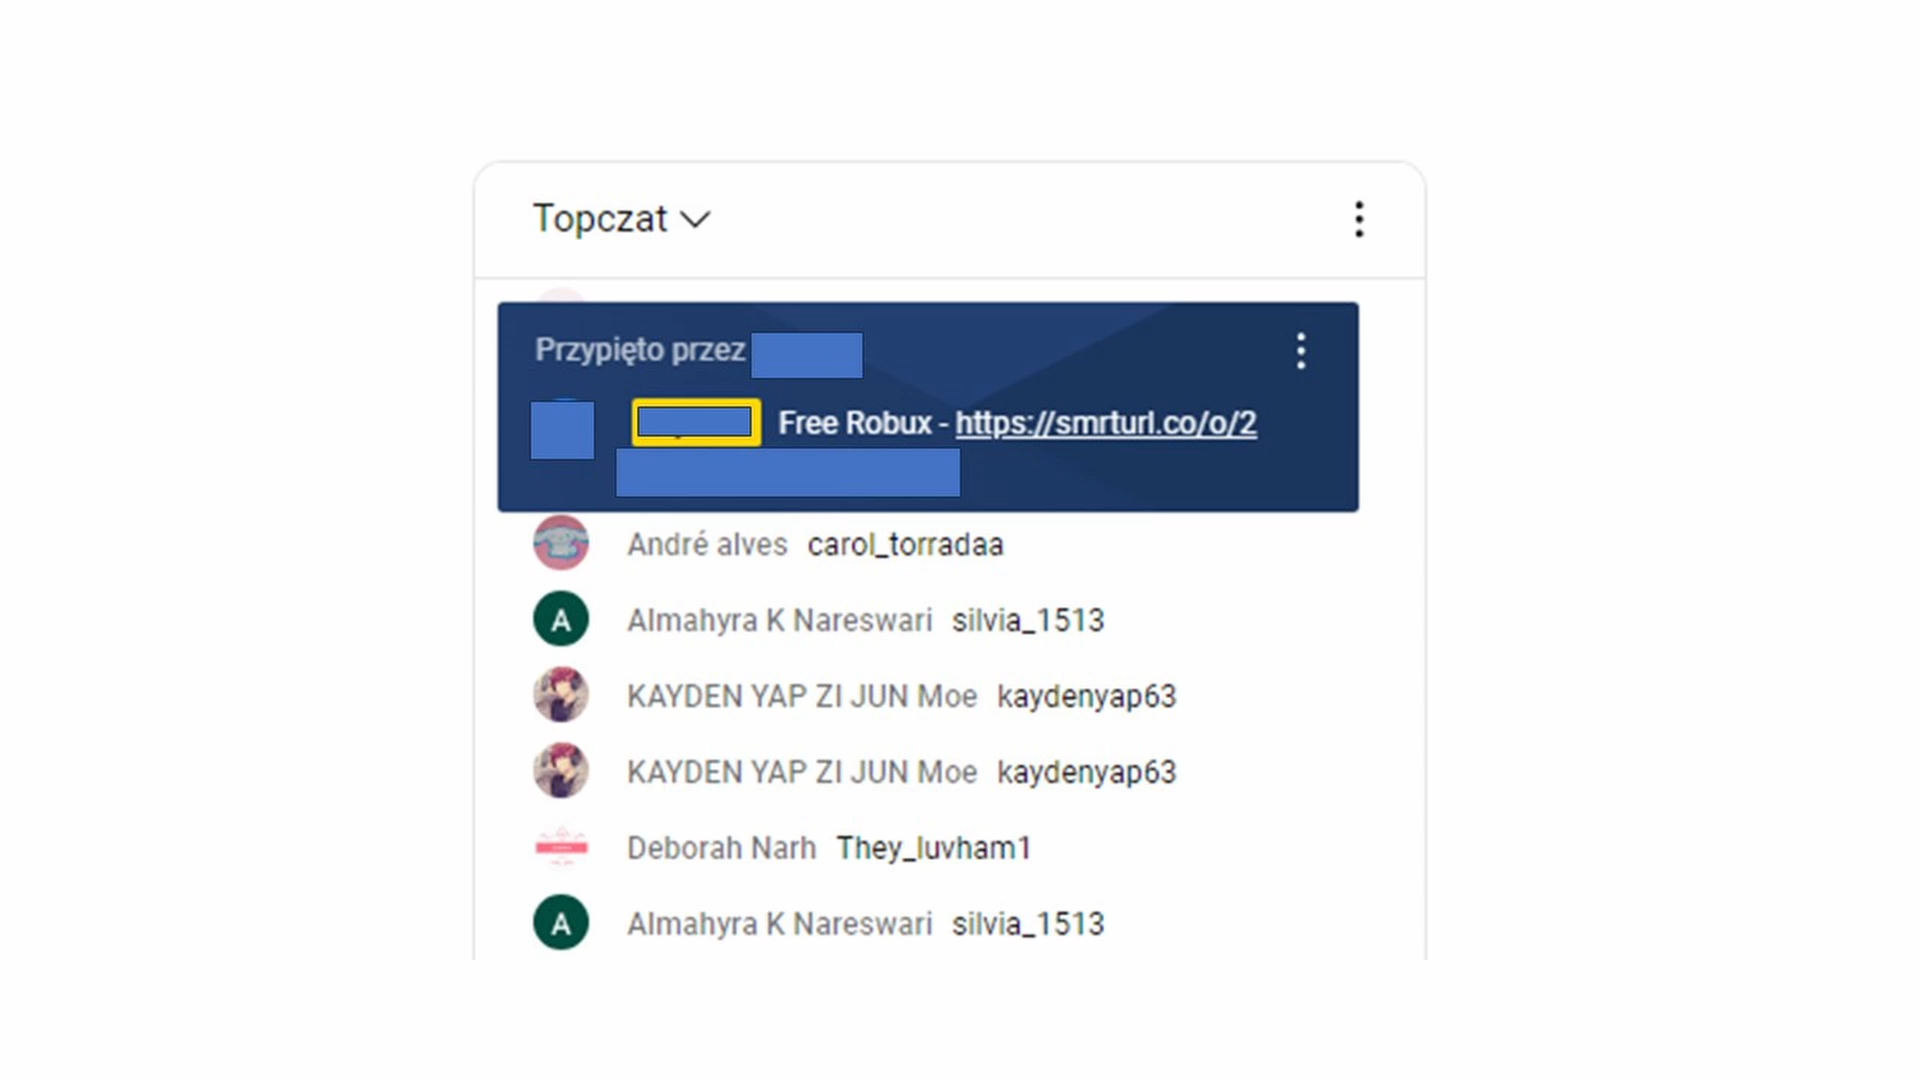 Topczat
Przypięto przez
Free Robux - https://smrturl.co/o/2
André alves carol_torradaa
A Almahyra K Nareswari silvia_1513
KAYDEN YAP ZI JUN Moe kaydenyap63
KAYDEN YAP ZI JUN Moe kaydenyap63
Deborah Narh They_luvham1
A Almahyra K Nareswari silvia_1513